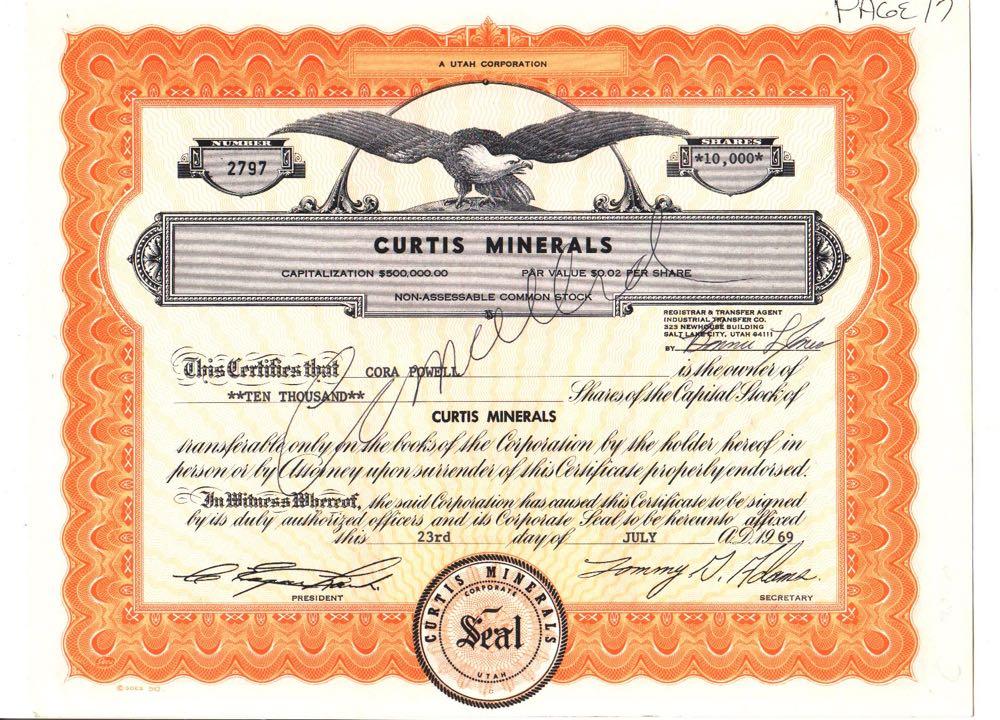 PAGE 17
A UTAH CORPORATION
NUMBER
2797
SHARES
*10,000*
CURTIS MINERALS
CAPITALIZATION $500,000.00 PAR VALUE $0.02 PER SHARE
NON-ASSESSABLE COMMON STOCK
REGISTRAR & TRANSFER AGENT
INDUSTRIAL TRANSFER CO.
323 NEWHOUSE BUILDING
SALT LAKE CITY, UTAH 84111
BY
This Certifies that CORA POWELL is the owner of
**TEN THOUSAND** Shares of the Capital Stock of
CURTIS MINERALS
transferable only on the books of the Corporation by the holder hereof in
person or by Attorney upon surrender of this Certificate properly endorsed.
In Witness Whereof, the said Corporation has caused this Certificate to be signed
by its duly authorized officers and its Corporate Seal to be hereunto affixed
this 23rd day of JULY A.D. 1969
Tommy G. Adams
PRESIDENT
SECRETARY
CURTIS MINERALS
CORPORATE
Seal
UTAH
© GOES